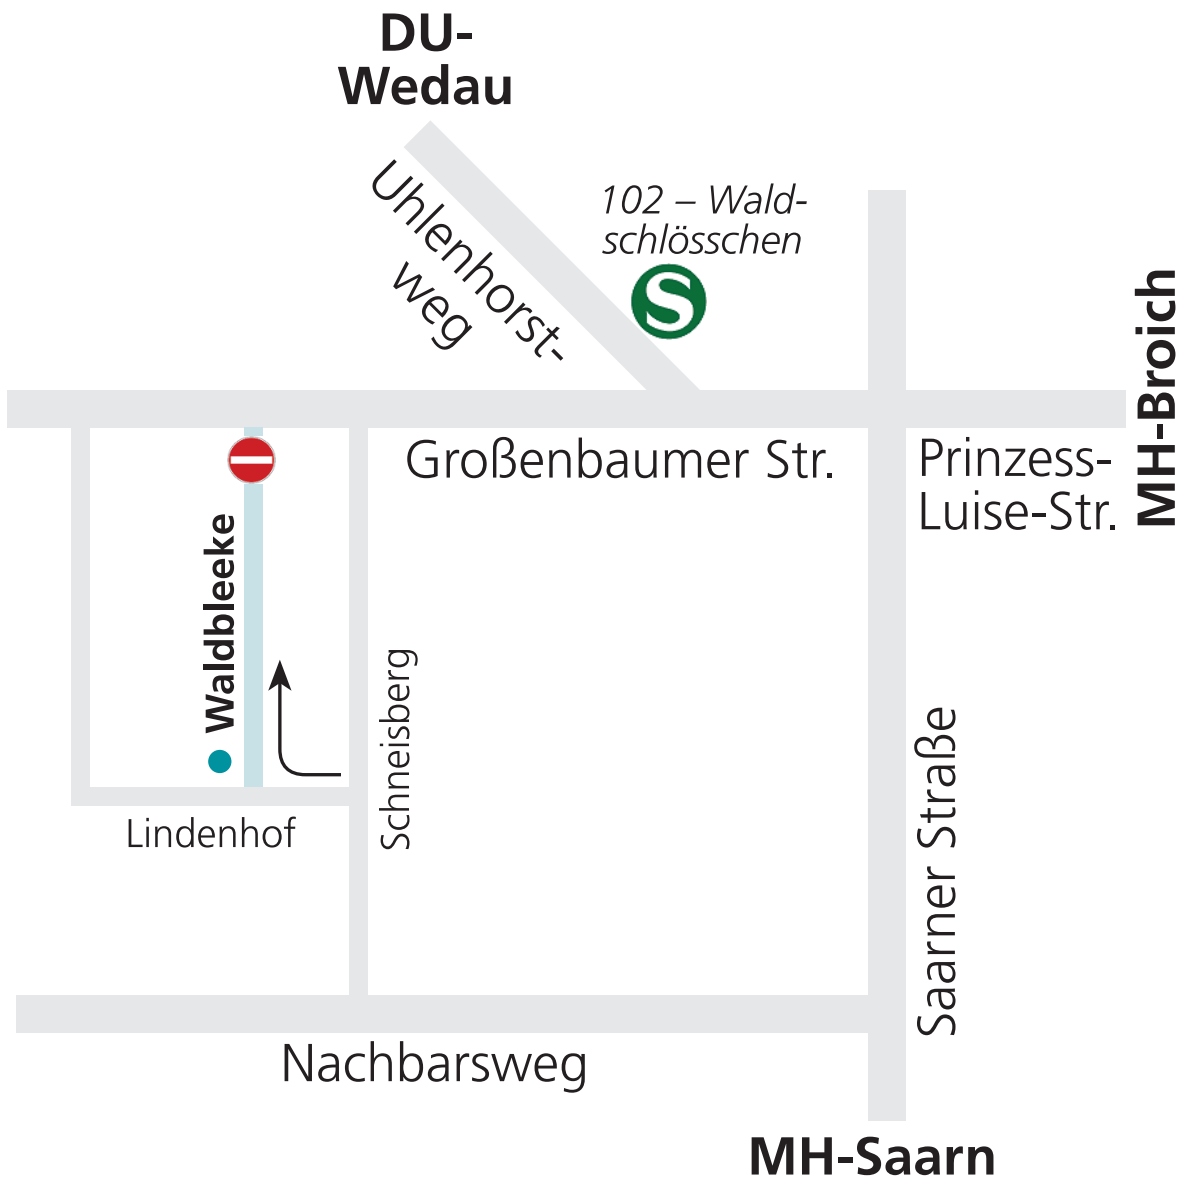 DU-
Wedau
Uhlenhorst-
weg
102 – Wald-
schlösschen
S
MH-Broich
Großenbaumer Str.
Prinzess-
Luise-Str.
Waldbleeke
Schneisberg
Lindenhof
Saarner Straße
Nachbarsweg
MH-Saarn